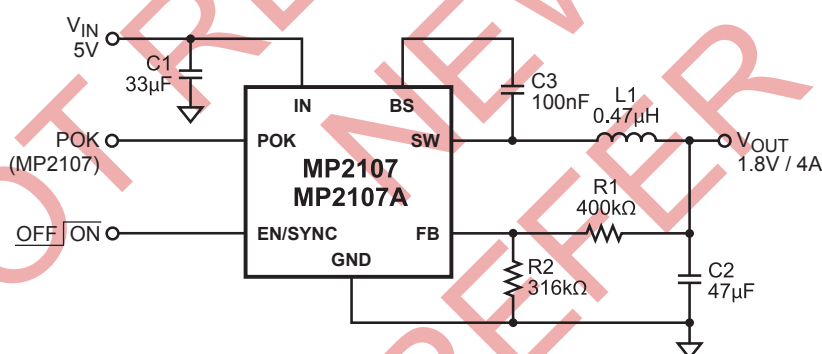 VIN
5V
C1
33µF
IN
BS
C3
100nF
L1
0.47µH
POK
(MP2107)
POK
SW
VOUT
1.8V / 4A
MP2107
MP2107A
R1
400kΩ
OFF ON
EN/SYNC
FB
GND
R2
316kΩ
C2
47µF